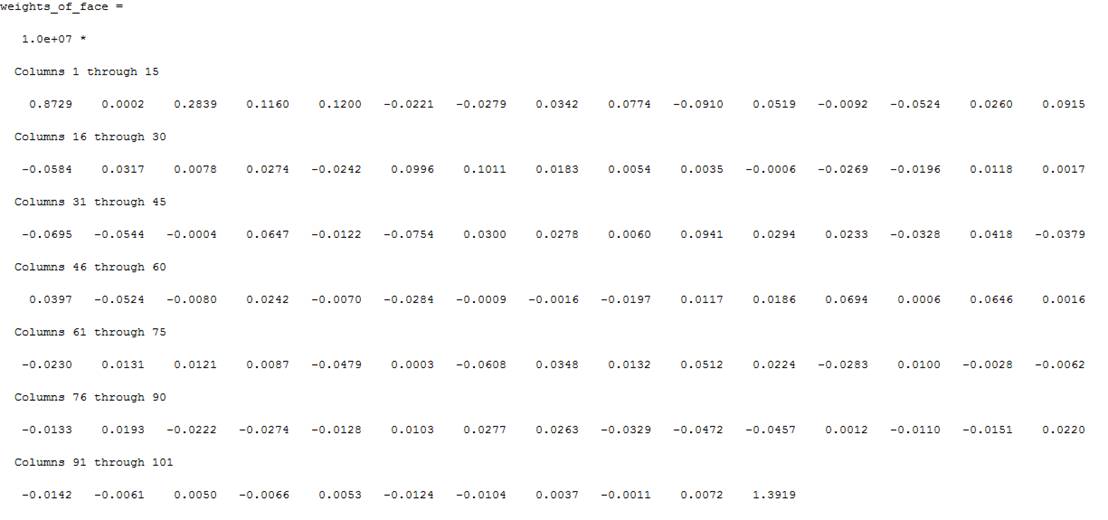 weights_of_face =
1.0e+07 *
Columns 1 through 15
0.8729 0.0002 0.2839 0.1160 0.1200 -0.0221 -0.0279 0.0342 0.0774 -0.0910 0.0519 -0.0092 -0.0524 0.0260 0.0915
Columns 16 through 30
-0.0584 0.0317 0.0078 0.0274 -0.0242 0.0996 0.1011 0.0183 0.0054 0.0035 -0.0006 -0.0269 -0.0196 0.0118 0.0017
Columns 31 through 45
-0.0695 -0.0544 -0.0004 0.0647 -0.0122 -0.0754 0.0300 0.0278 0.0060 0.0941 0.0294 0.0233 -0.0328 0.0418 -0.0379
Columns 46 through 60
0.0397 -0.0524 -0.0080 0.0242 -0.0070 -0.0284 -0.0009 -0.0016 -0.0197 0.0117 0.0186 0.0694 0.0006 0.0646 0.0016
Columns 61 through 75
-0.0230 0.0131 0.0121 0.0087 -0.0479 0.0003 -0.0608 0.0348 0.0132 0.0512 0.0224 -0.0283 0.0100 -0.0028 -0.0062
Columns 76 through 90
-0.0133 0.0193 -0.0222 -0.0274 -0.0128 0.0103 0.0277 0.0263 -0.0329 -0.0472 -0.0457 0.0012 -0.0110 -0.0151 0.0220
Columns 91 through 101
-0.0142 -0.0061 0.0050 -0.0066 0.0053 -0.0124 -0.0104 0.0037 -0.0011 0.0072 1.3919